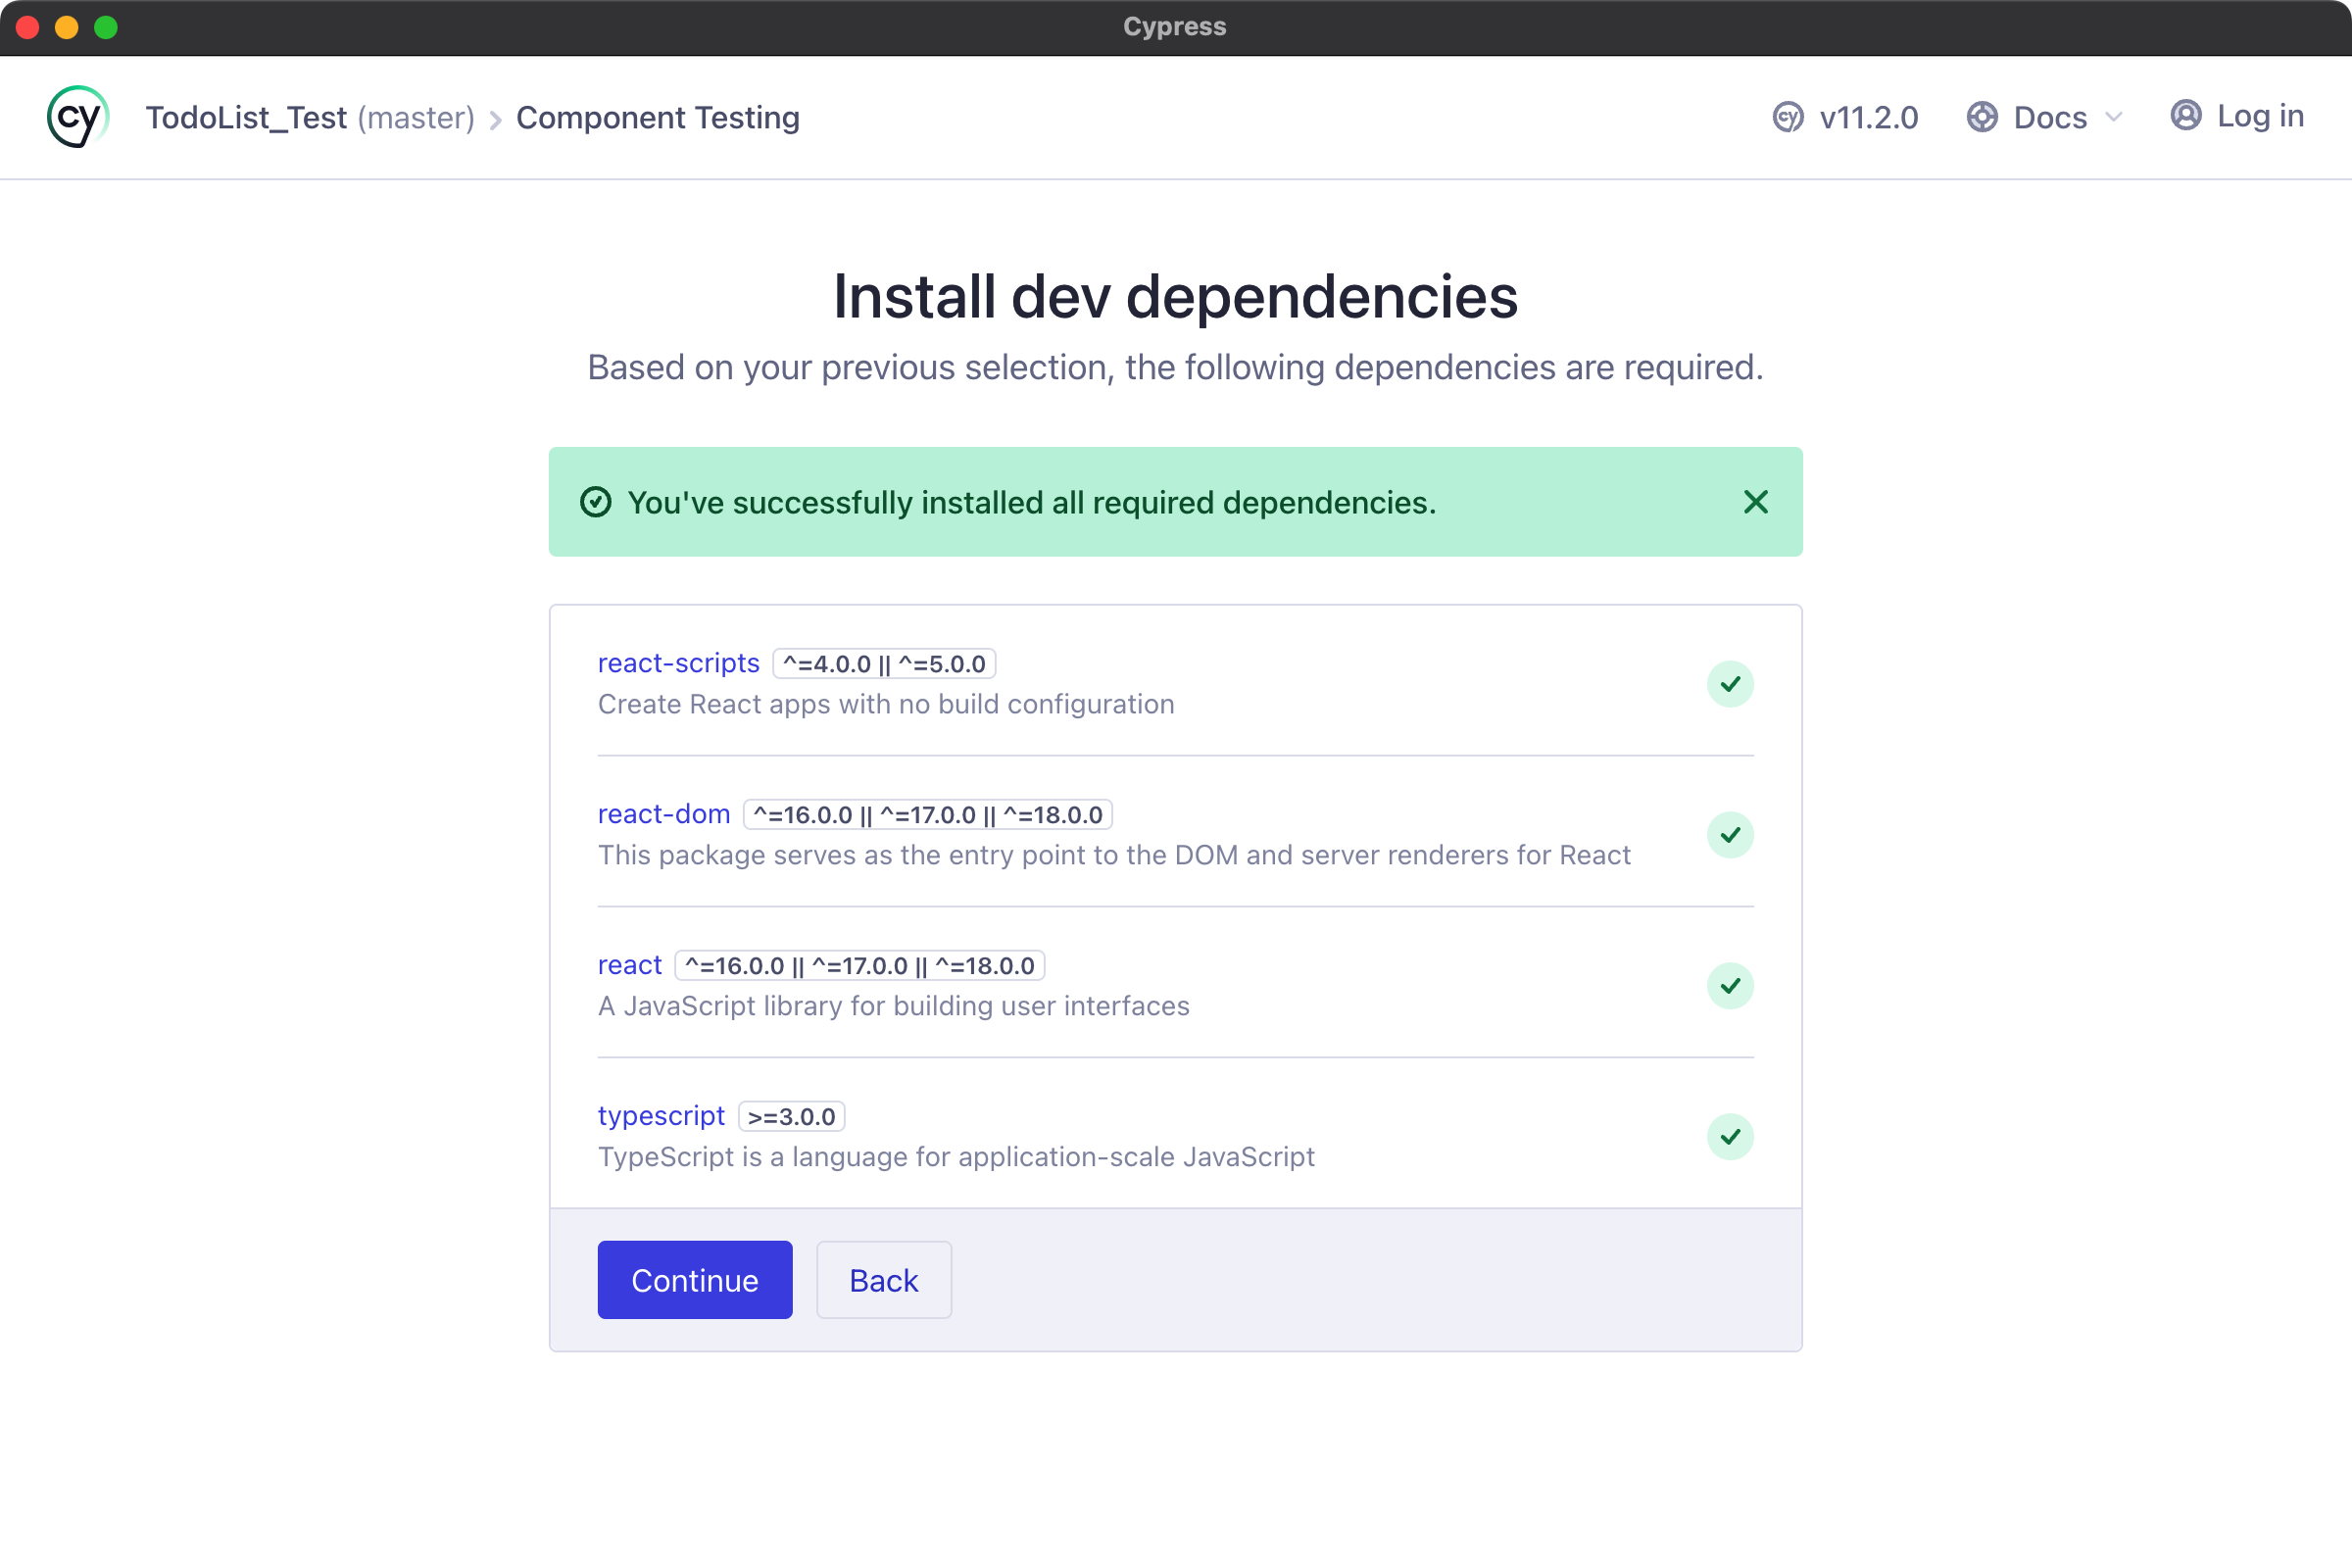 Cypress
cy TodoList_Test (master) Component Testing
cy v11.2.0 Docs Log in
Install dev dependencies
Based on your previous selection, the following dependencies are required.
You've successfully installed all required dependencies.
react-scripts ^=4.0.0 || ^=5.0.0
Create React apps with no build configuration
react-dom ^=16.0.0 || ^=17.0.0 || ^=18.0.0
This package serves as the entry point to the DOM and server renderers for React
react ^=16.0.0 || ^=17.0.0 || ^=18.0.0
A JavaScript library for building user interfaces
typescript >=3.0.0
TypeScript is a language for application-scale JavaScript
Continue Back